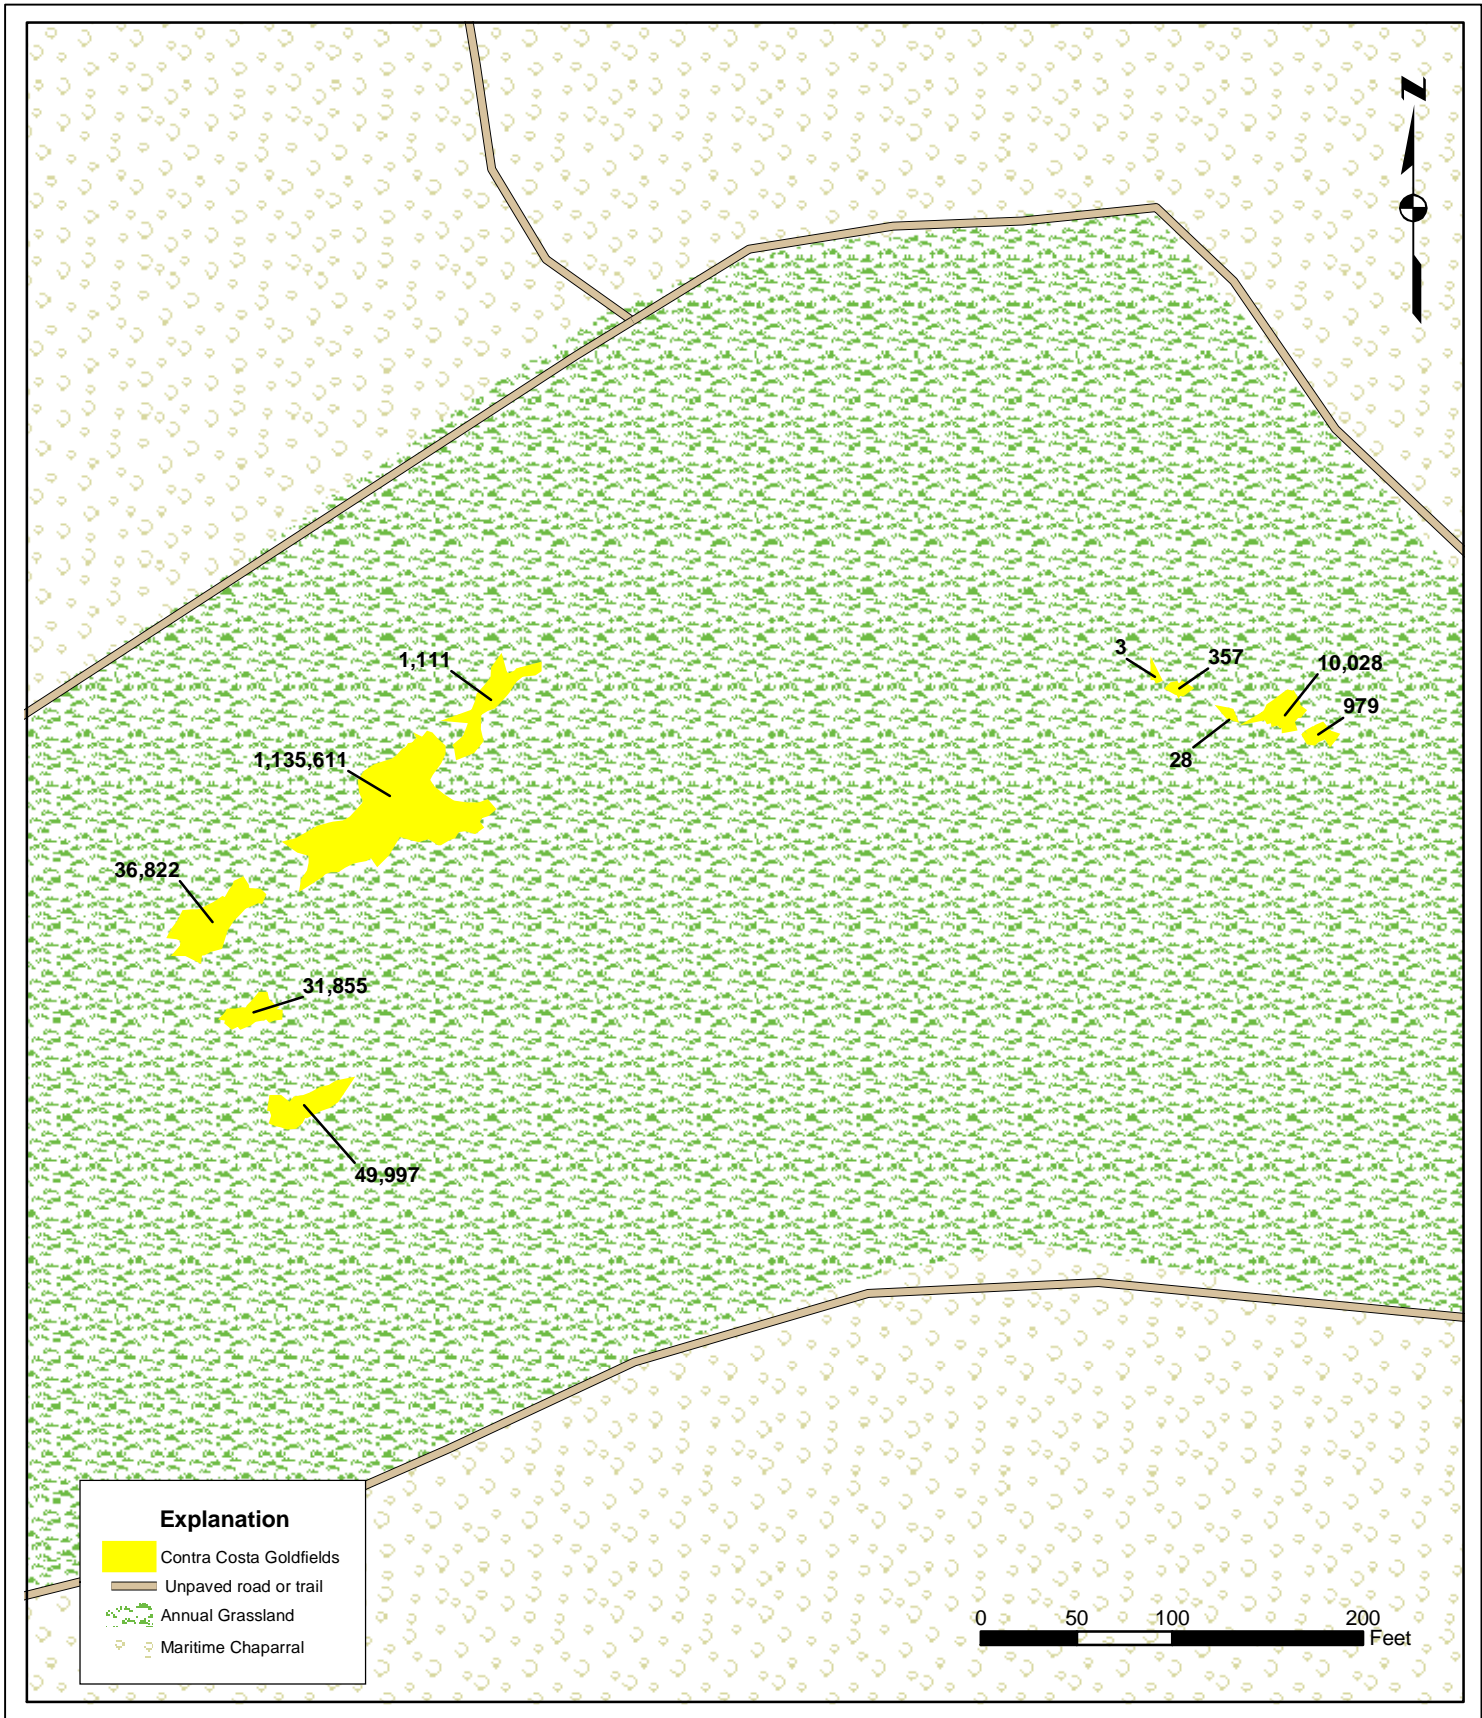 N
3
357
1,111
10,028
979
1,135,611
28
36,822
31,855
49,997
Explanation
Contra Costa Goldfields
Unpaved road or trail
Annual Grassland
Maritime Chaparral
0 50 100 200
Feet